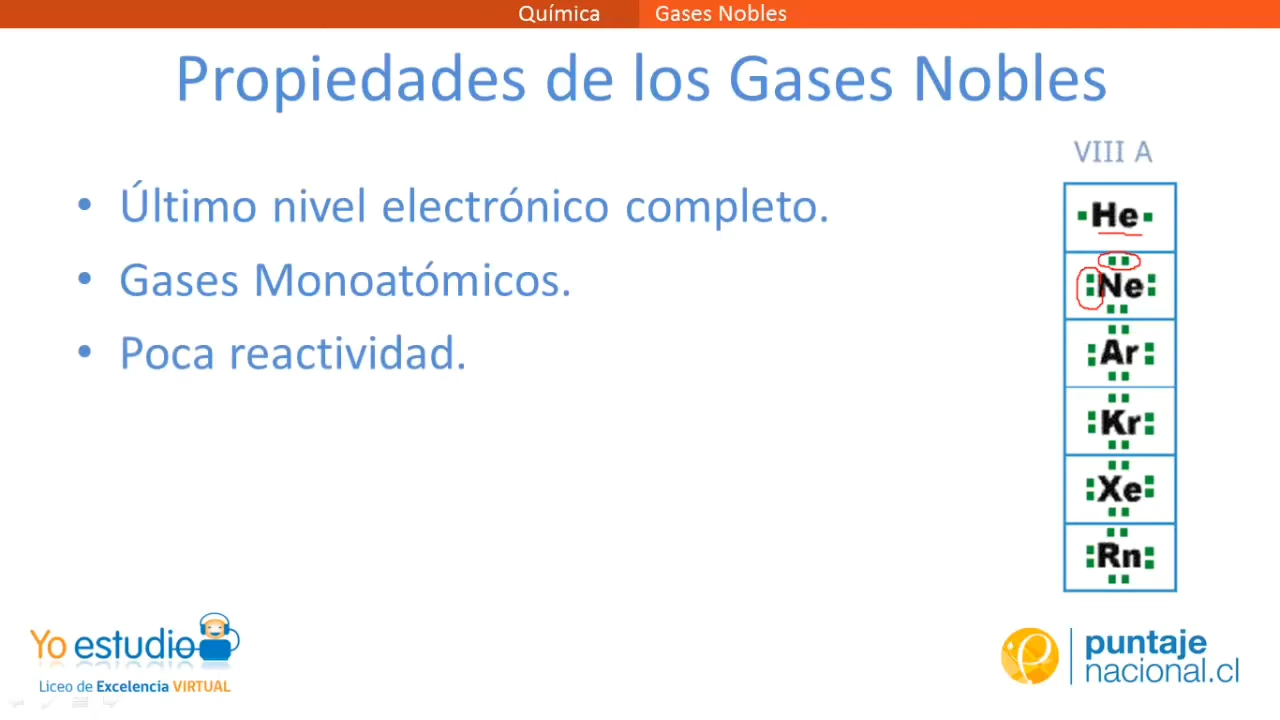 Química
Gases Nobles
Propiedades de los Gases Nobles
• Último nivel electrónico completo.
• Gases Monoatómicos.
• Poca reactividad.
VIII A
He
Ne
Ar
Kr
Xe
Rn
Yo estudio
Liceo de Excelencia VIRTUAL
puntaje
nacional.cl